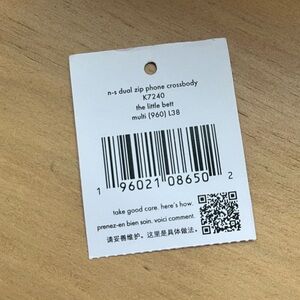 n-s dual zip phone crossbody
K7240
the little bett
multi (960) L38
1 96021 08650 2
take good care. here's how.
prenez-en bien soin. voici comment.
请妥善维护。这里是具体做法。